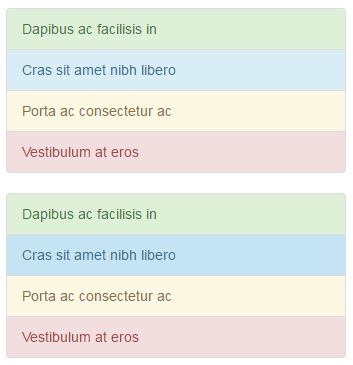 Dapibus ac facilisis in
Cras sit amet nibh libero
Porta ac consectetur ac
Vestibulum at eros
Dapibus ac facilisis in
Cras sit amet nibh libero
Porta ac consectetur ac
Vestibulum at eros